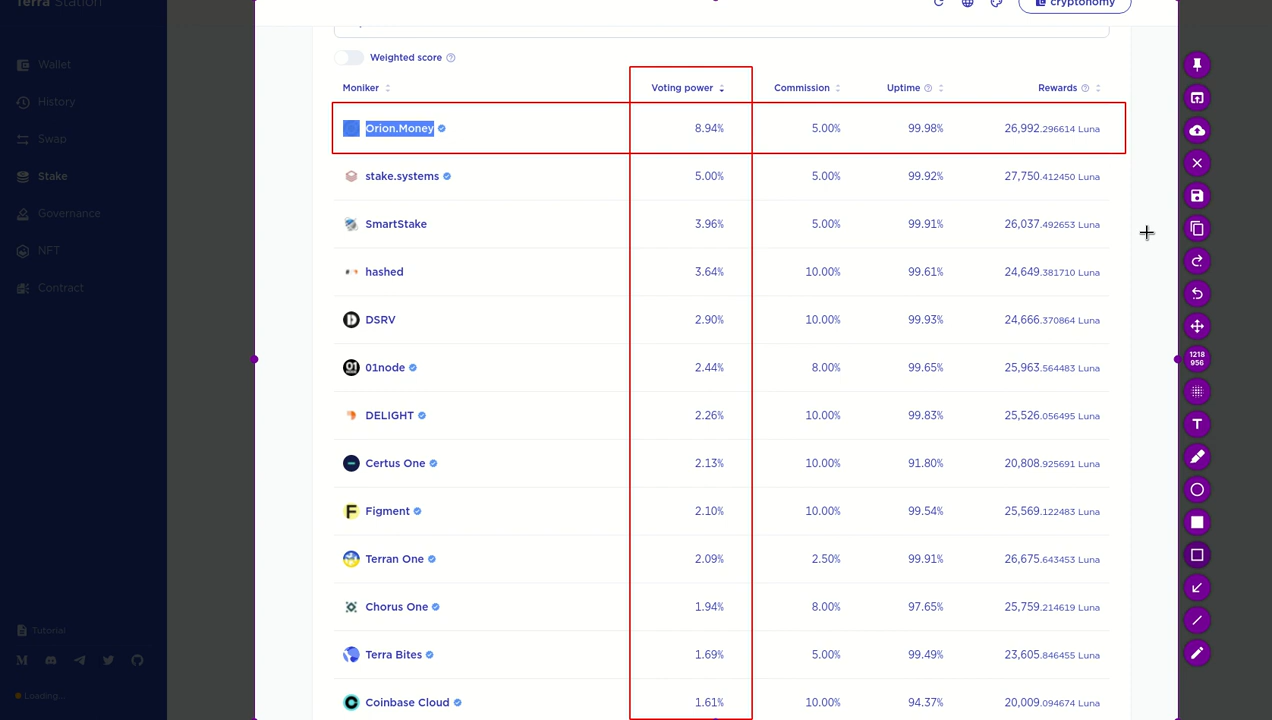 Terra Station
cryptonomy
Wallet
History
Swap
Stake
Governance
NFT
Contract
Tutorial
Loading...
Weighted score
Moniker Voting power Commission Uptime Rewards
Orion.Money 8.94% 5.00% 99.98% 26,992.296614 Luna
stake.systems 5.00% 5.00% 99.92% 27,750.412450 Luna
SmartStake 3.96% 5.00% 99.91% 26,037.492653 Luna
hashed 3.64% 10.00% 99.61% 24,649.381710 Luna
DSRV 2.90% 10.00% 99.93% 24,666.370864 Luna
01node 2.44% 8.00% 99.65% 25,963.564483 Luna
DELIGHT 2.26% 10.00% 99.83% 25,526.056495 Luna
Certus One 2.13% 10.00% 91.80% 20,808.925691 Luna
Figment 2.10% 10.00% 99.54% 25,569.122483 Luna
Terran One 2.09% 2.50% 99.91% 26,675.643453 Luna
Chorus One 1.94% 8.00% 97.65% 25,759.214619 Luna
Terra Bites 1.69% 5.00% 99.49% 23,605.846455 Luna
Coinbase Cloud 1.61% 10.00% 94.37% 20,009.094674 Luna
1218
956
T